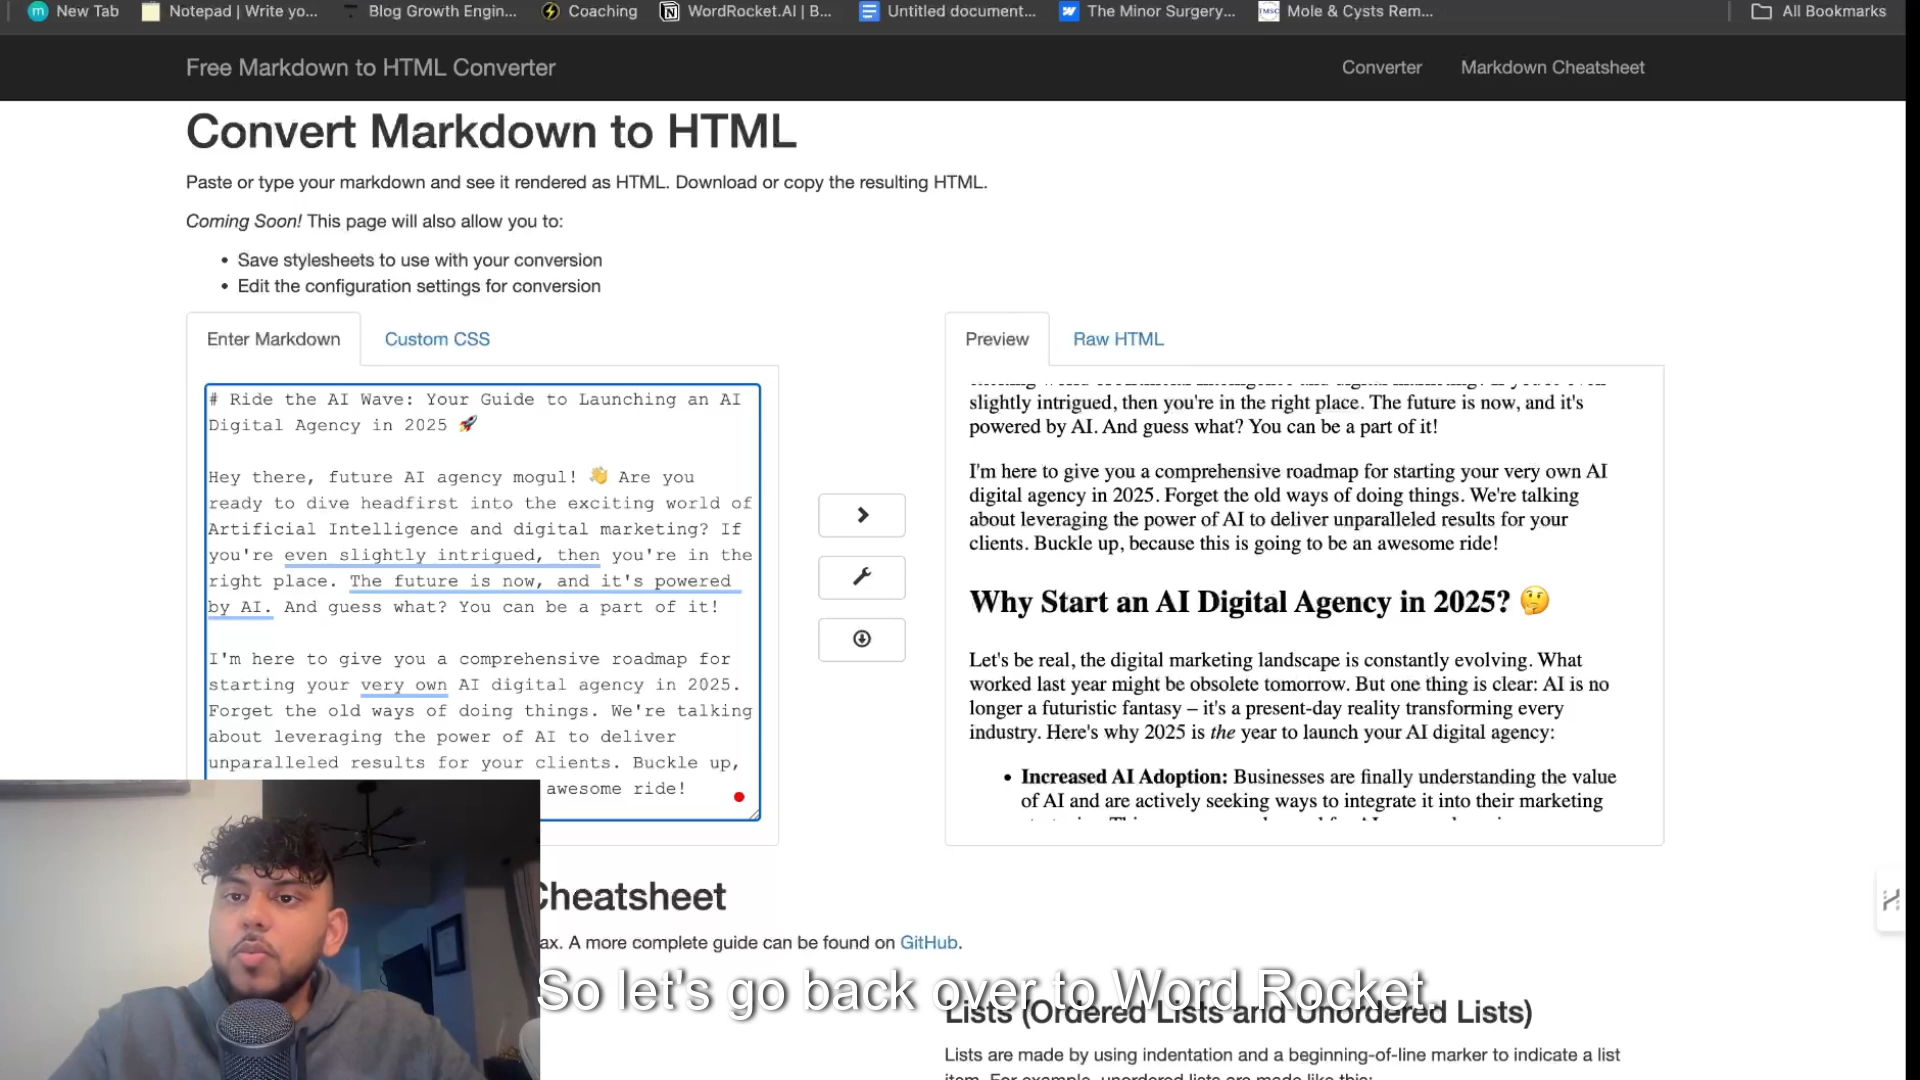 New Tab
Notepad | Write yo...
Blog Growth Engin...
Coaching
WordRocket.AI | B...
Untitled document...
The Minor Surgery...
TMSC
Mole & Cysts Rem...
All Bookmarks
Free Markdown to HTML Converter
Converter
Markdown Cheatsheet
Convert Markdown to HTML
Paste or type your markdown and see it rendered as HTML. Download or copy the resulting HTML.
Coming Soon! This page will also allow you to:
• Save stylesheets to use with your conversion
• Edit the configuration settings for conversion
Enter Markdown
Custom CSS
# Ride the AI Wave: Your Guide to Launching an AI
Digital Agency in 2025 🚀
Hey there, future AI agency mogul! 👋 Are you
ready to dive headfirst into the exciting world of
Artificial Intelligence and digital marketing? If
you're even slightly intrigued, then you're in the
right place. The future is now, and it's powered
by AI. And guess what? You can be a part of it!
I'm here to give you a comprehensive roadmap for
starting your very own AI digital agency in 2025.
Forget the old ways of doing things. We're talking
about leveraging the power of AI to deliver
unparalleled results for your clients. Buckle up,
awesome ride!
Preview
Raw HTML
slightly intrigued, then you're in the right place. The future is now, and it's
powered by AI. And guess what? You can be a part of it!
I'm here to give you a comprehensive roadmap for starting your very own AI
digital agency in 2025. Forget the old ways of doing things. We're talking
about leveraging the power of AI to deliver unparalleled results for your
clients. Buckle up, because this is going to be an awesome ride!
Why Start an AI Digital Agency in 2025? 🤔
Let's be real, the digital marketing landscape is constantly evolving. What
worked last year might be obsolete tomorrow. But one thing is clear: AI is no
longer a futuristic fantasy – it's a present-day reality transforming every
industry. Here's why 2025 is the year to launch your AI digital agency:
• Increased AI Adoption: Businesses are finally understanding the value
of AI and are actively seeking ways to integrate it into their marketing
Cheatsheet
ax. A more complete guide can be found on GitHub.
So let's go back over to Word Rocket.
Lists (Ordered Lists and Unordered Lists)
Lists are made by using indentation and a beginning-of-line marker to indicate a list
item. For example, unordered lists are made like this: